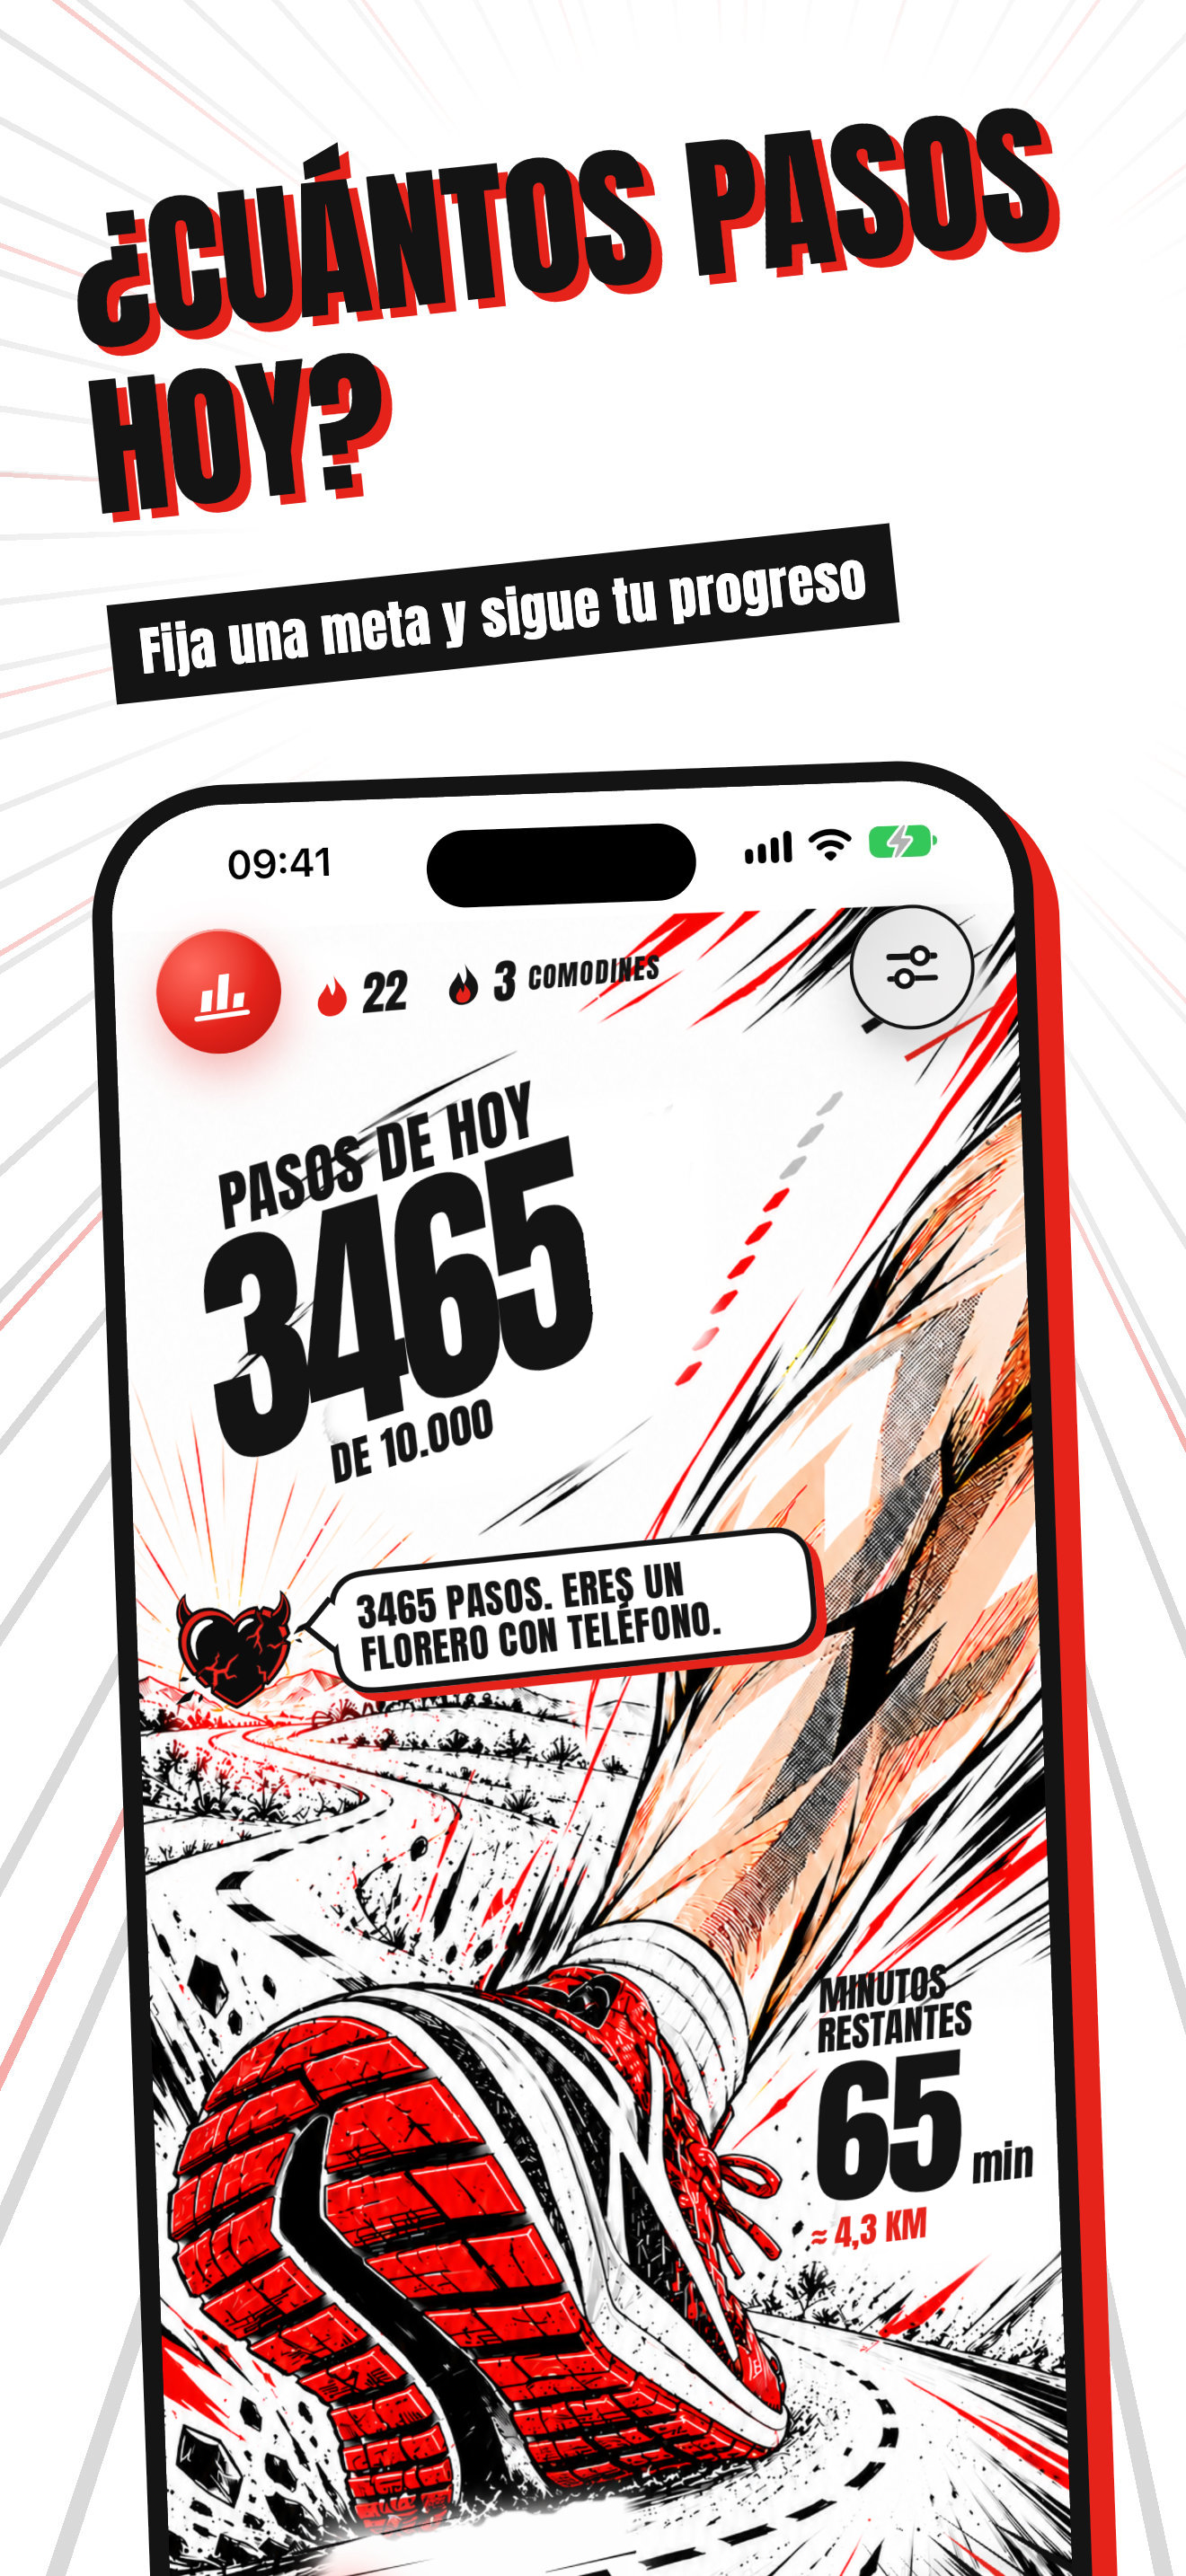 ¿CUÁNTOS PASOS
HOY?
Fija una meta y sigue tu progreso
09:41
22
3 COMODINES
PASOS DE HOY
3465
DE 10.000
3465 PASOS. ERES UN
FLORERO CON TELÉFONO.
MINUTOS
RESTANTES
65 min
≈ 4,3 KM